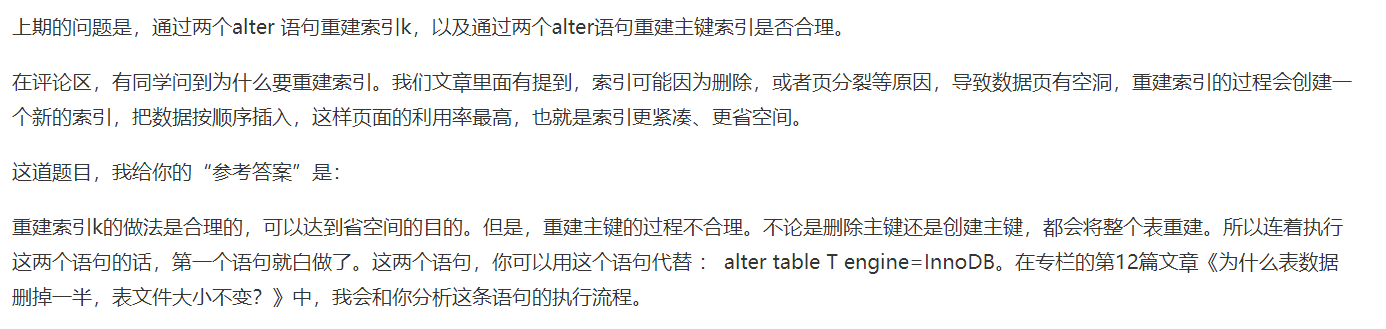 上期的问题是，通过两个alter 语句重建索引k，以及通过两个alter语句重建主键索引是否合理。
在评论区，有同学问到为什么要重建索引。我们文章里面有提到，索引可能因为删除，或者页分裂等原因，导致数据页有空洞，重建索引的过程会创建一
个新的索引，把数据按顺序插入，这样页面的利用率最高，也就是索引更紧凑、更省空间。
这道题目，我给你的“参考答案”是：
重建索引k的做法是合理的，可以达到省空间的目的。但是，重建主键的过程不合理。不论是删除主键还是创建主键，都会将整个表重建。所以连着执行
这两个语句的话，第一个语句就白做了。这两个语句，你可以用这个语句代替 ： alter table T engine=InnoDB。在专栏的第12篇文章《为什么表数据
删掉一半，表文件大小不变？》中，我会和你分析这条语句的执行流程。